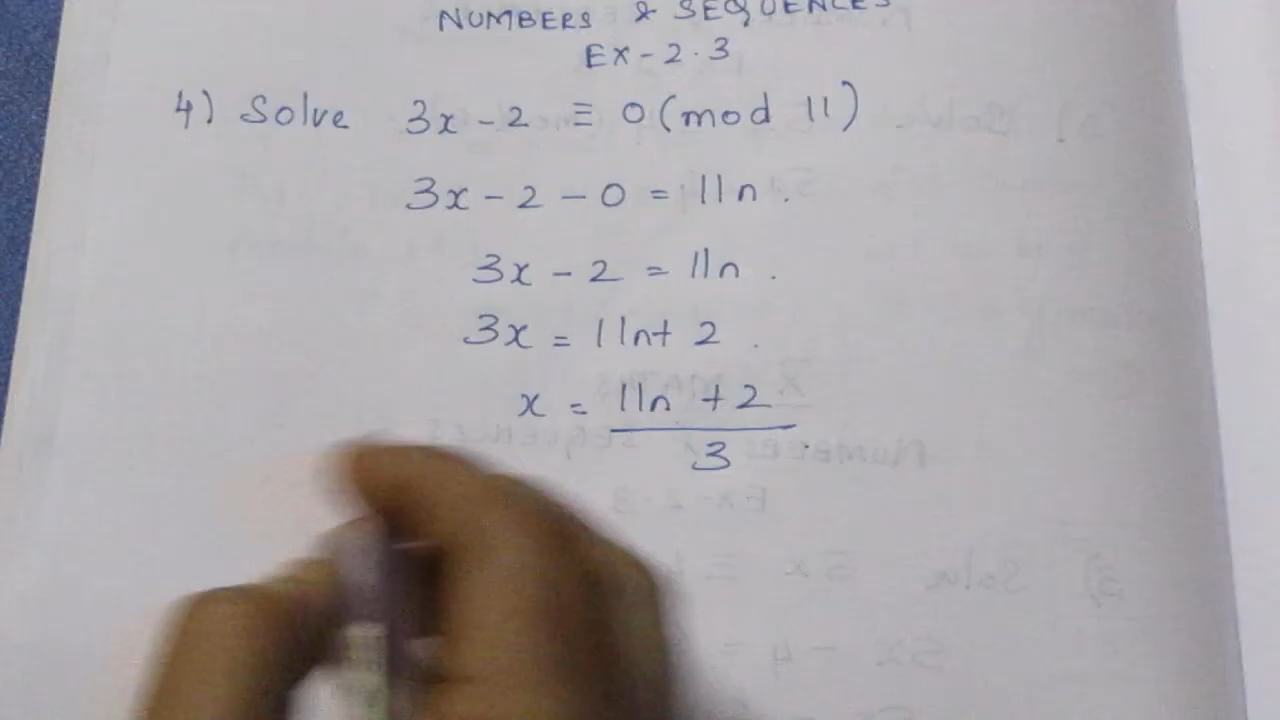 NUMBERS & SEQUENCES
EX-2.3
4) Solve 3x - 2 ≡ 0 (mod 11)
3x - 2 - 0 = 11n.
3x - 2 = 11n.
3x = 11n + 2.
x = 11n + 2
3